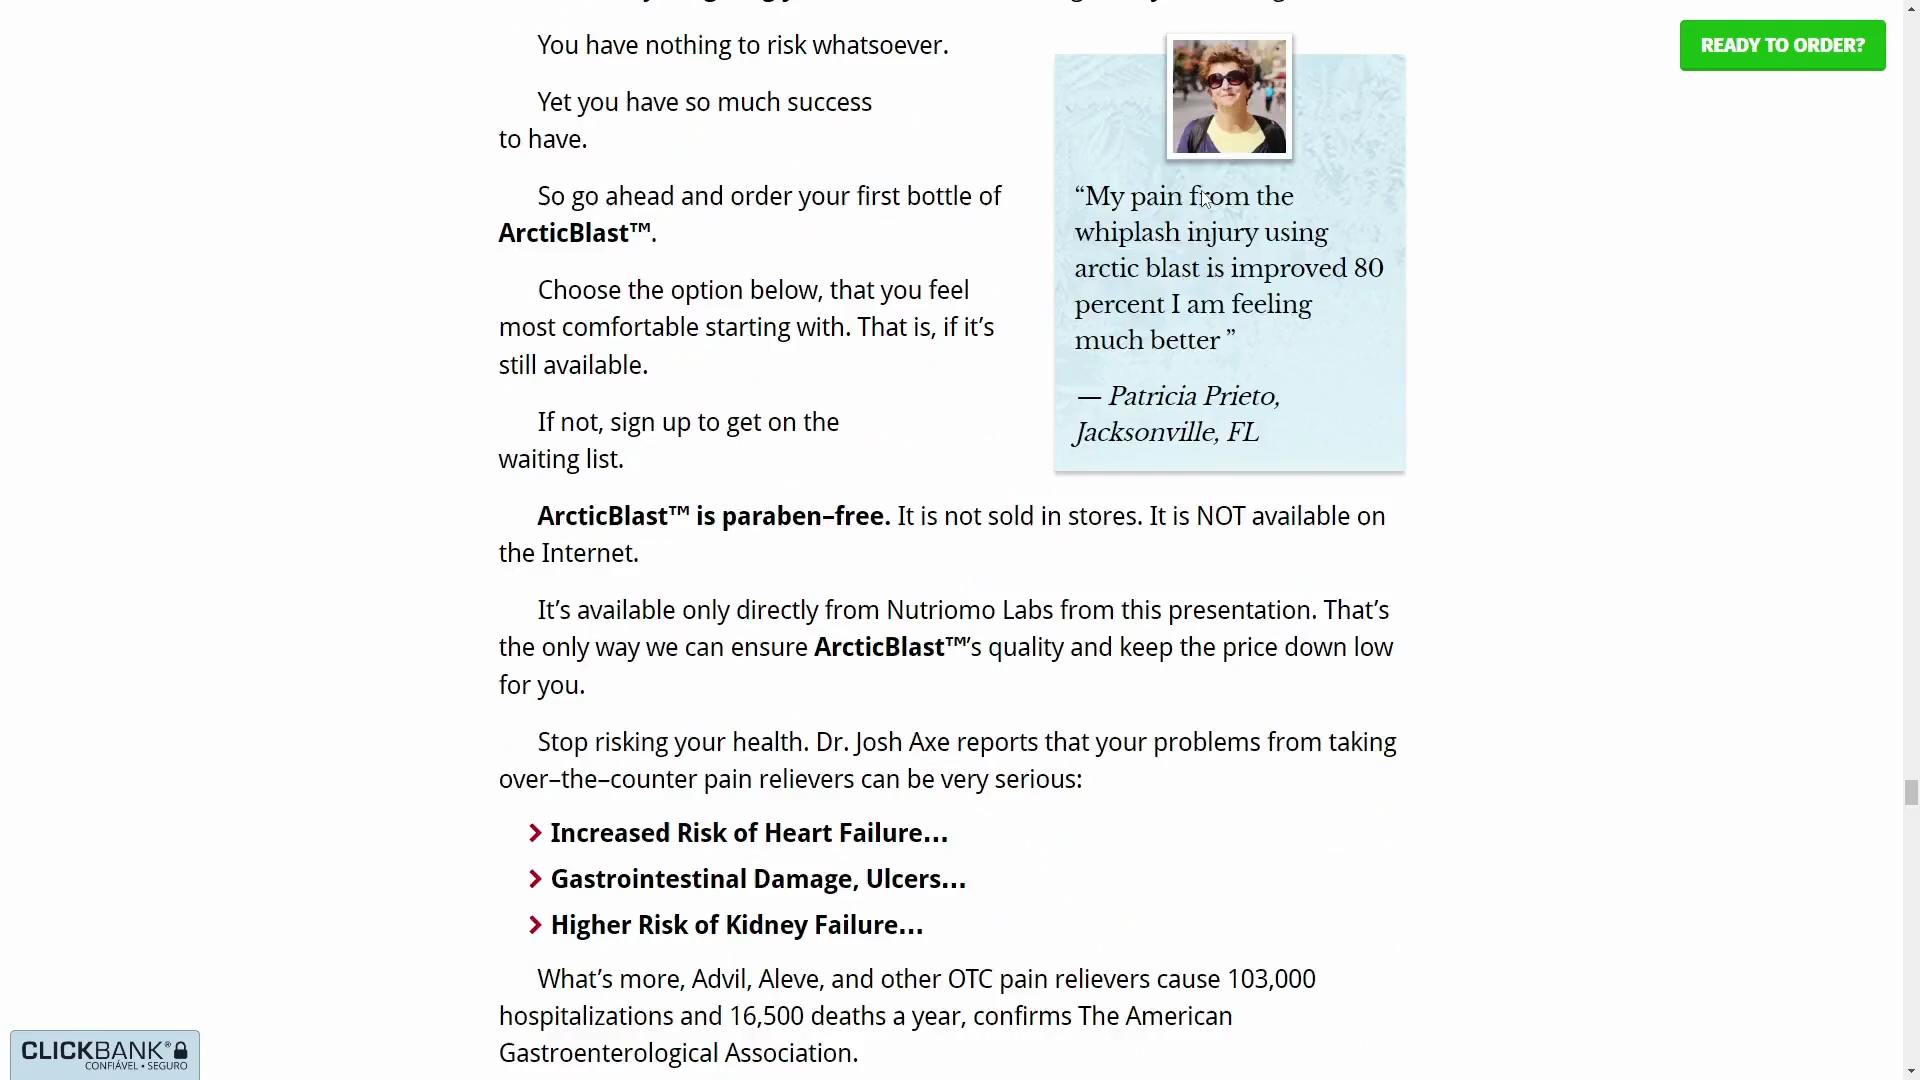 You have nothing to risk whatsoever.
READY TO ORDER?
Yet you have so much success
to have.
So go ahead and order your first bottle of
ArcticBlast™.
Choose the option below, that you feel
most comfortable starting with. That is, if it’s
still available.
If not, sign up to get on the
waiting list.
“My pain from the
whiplash injury using
arctic blast is improved 80
percent I am feeling
much better ”
— Patricia Prieto,
Jacksonville, FL
ArcticBlast™ is paraben–free. It is not sold in stores. It is NOT available on
the Internet.
It’s available only directly from Nutriomo Labs from this presentation. That’s
the only way we can ensure ArcticBlast™’s quality and keep the price down low
for you.
Stop risking your health. Dr. Josh Axe reports that your problems from taking
over–the–counter pain relievers can be very serious:
Increased Risk of Heart Failure…
Gastrointestinal Damage, Ulcers…
Higher Risk of Kidney Failure…
What’s more, Advil, Aleve, and other OTC pain relievers cause 103,000
hospitalizations and 16,500 deaths a year, confirms The American
Gastroenterological Association.
CLICKBANK®
CONFIÁVEL • SEGURO